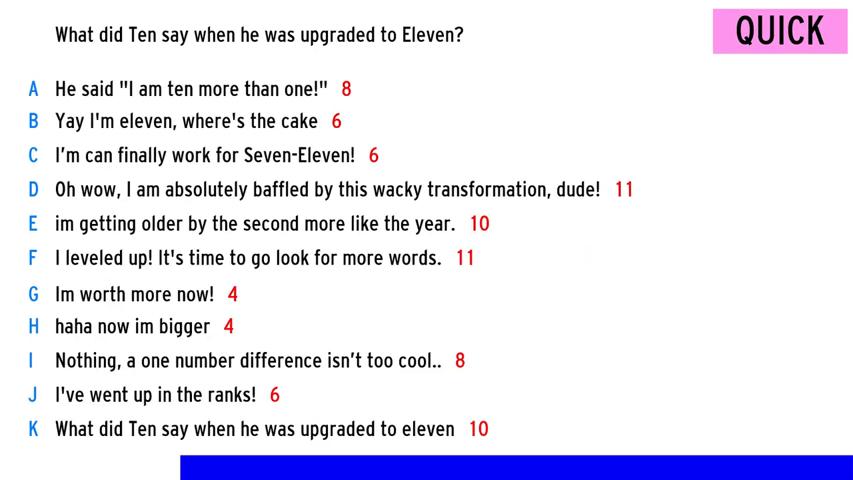 What did Ten say when he was upgraded to Eleven?
QUICK
A He said "I am ten more than one!" 8
B Yay I'm eleven, where's the cake 6
C I’m can finally work for Seven-Eleven! 6
D Oh wow, I am absolutely baffled by this wacky transformation, dude! 11
E im getting older by the second more like the year. 10
F I leveled up! It's time to go look for more words. 11
G Im worth more now! 4
H haha now im bigger 4
I Nothing, a one number difference isn’t too cool.. 8
J I've went up in the ranks! 6
K What did Ten say when he was upgraded to eleven 10